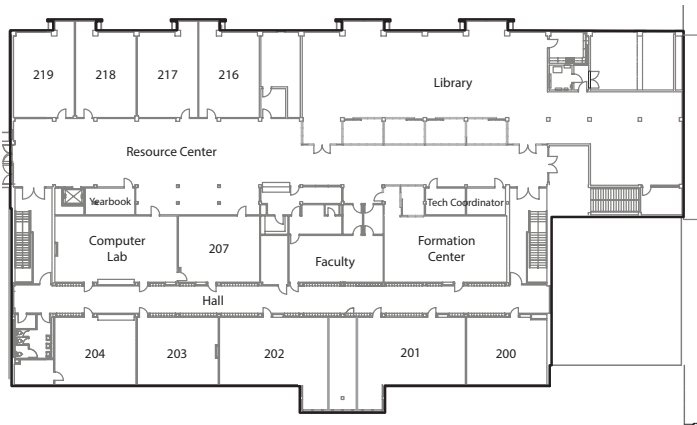 219
218
217
216
Library
Resource Center
Yearbook
Tech Coordinator
Computer
Lab
207
Faculty
Formation
Center
Hall
204
203
202
201
200